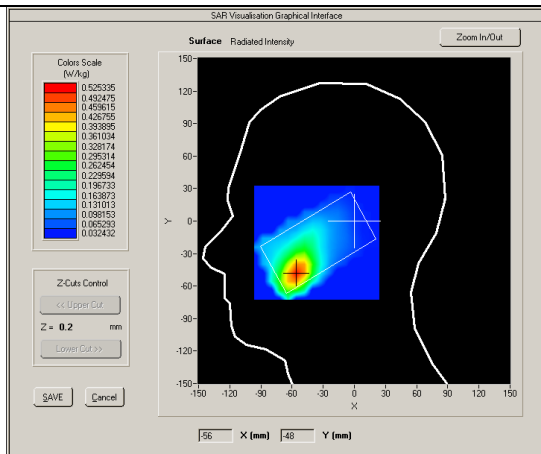 SAR Visualisation Graphical Interface
Surface Radiated Intensity
Zoom In/Out
Colors Scale
(W/kg)
0.525335
0.492475
0.459615
0.426755
0.393895
0.361034
0.328174
0.295314
0.262454
0.229594
0.196733
0.163873
0.131013
0.098153
0.065293
0.032432
150
120
90
60
30
0
-30
-60
-90
-120
-150
Y
-150 -120 -90 -60 -30 0 30 60 90 120 150
X
Z-Cuts Control
<< Upper Cut
Z = 0.2 mm
Lower Cut >>
SAVE
Cancel
-56 X (mm) -48 Y (mm)